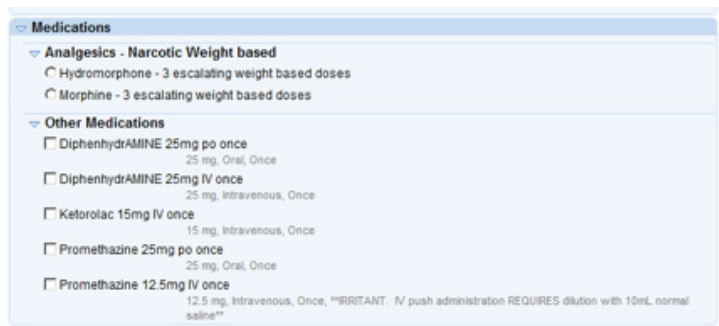 Medications
Analgesics - Narcotic Weight based
Hydromorphone - 3 escalating weight based doses
Morphine - 3 escalating weight based doses
Other Medications
DiphenhydrAMINE 25mg po once
25 mg, Oral, Once
DiphenhydrAMINE 25mg IV once
25 mg, Intravenous, Once
Ketorolac 15mg IV once
15 mg, Intravenous, Once
Promethazine 25mg po once
25 mg, Oral, Once
Promethazine 12.5mg IV once
12.5 mg, Intravenous, Once, **IRRITANT. IV push administration REQUIRES dilution with 10mL normal
saline**